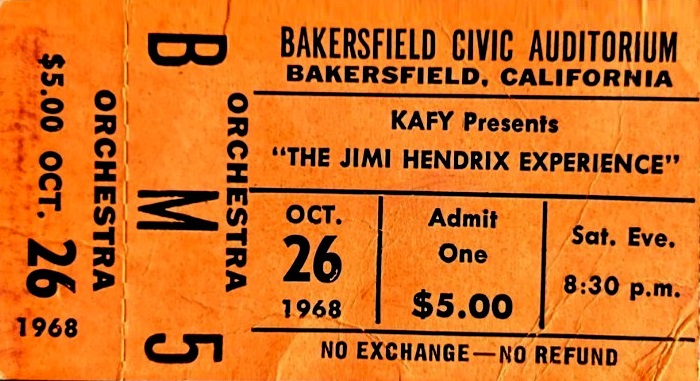 $5.00 OCT. 26 1968
ORCHESTRA
B M 5
ORCHESTRA
BAKERSFIELD CIVIC AUDITORIUM
BAKERSFIELD, CALIFORNIA
KAFY Presents
"THE JIMI HENDRIX EXPERIENCE"
OCT.
26
1968
Admit
One
$5.00
Sat. Eve.
8:30 p.m.
NO EXCHANGE—NO REFUND